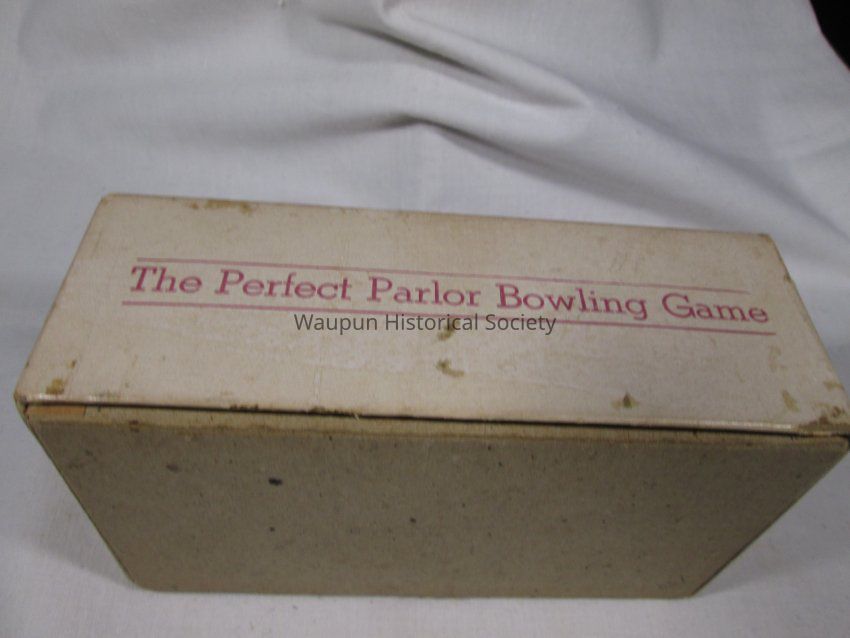 The Perfect Parlor Bowling Game
Waupun Historical Society